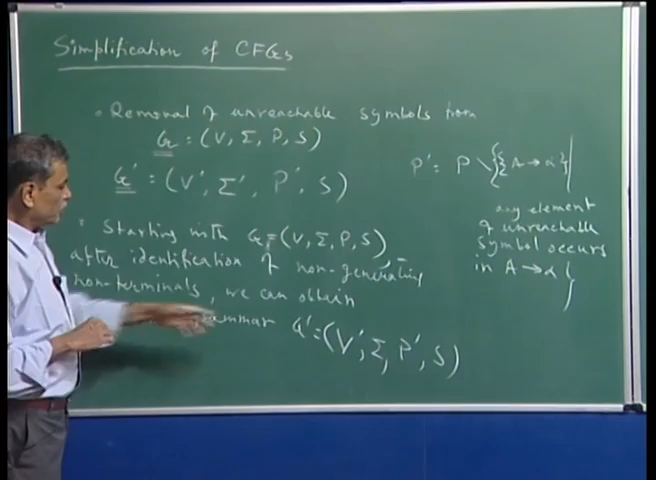 Simplification of CFGs
• Removal of unreachable symbols from
G = (V, Σ, P, S)
G' = (V', Σ', P', S)
• Starting with G = (V, Σ, P, S),
after identification of non-generating
non-terminals, we can obtain
grammar G' = (V', Σ, P', S)
P' = P \ {{A → α} |
any element
of unreachable
symbol occurs
in A → α }